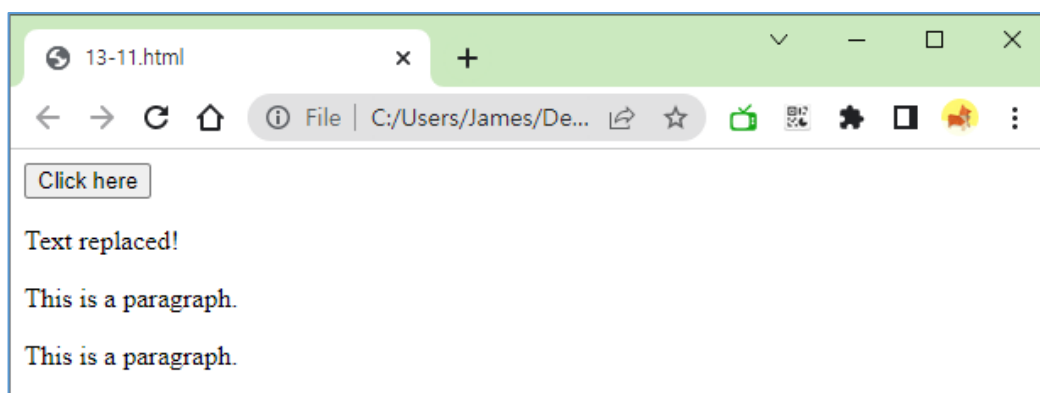 13-11.html
File | C:/Users/James/De...
Click here
Text replaced!
This is a paragraph.
This is a paragraph.